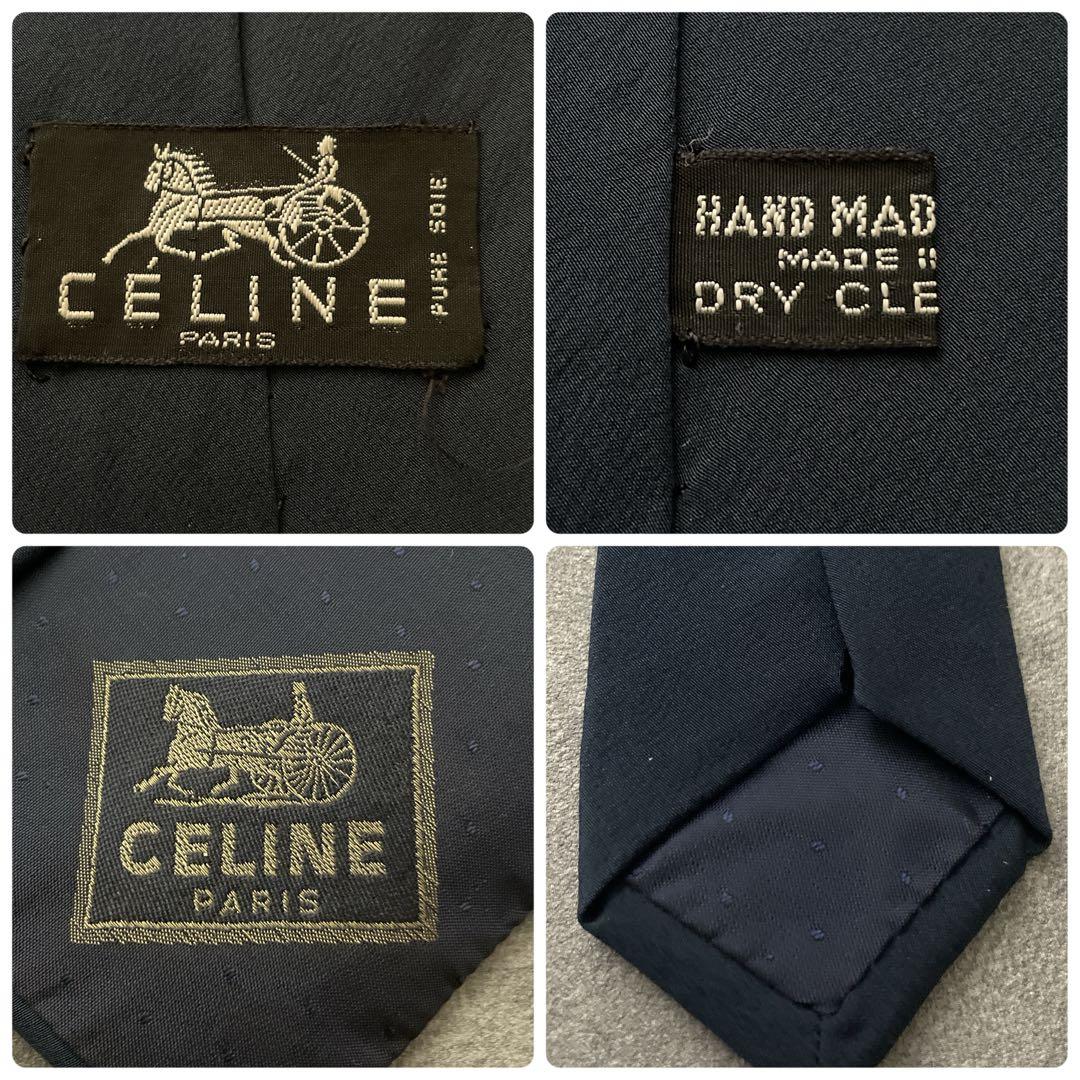 CÉLINE
PARIS
PURE SOIE
HAND MAD
MADE I
DRY CLE
CELINE
PARIS